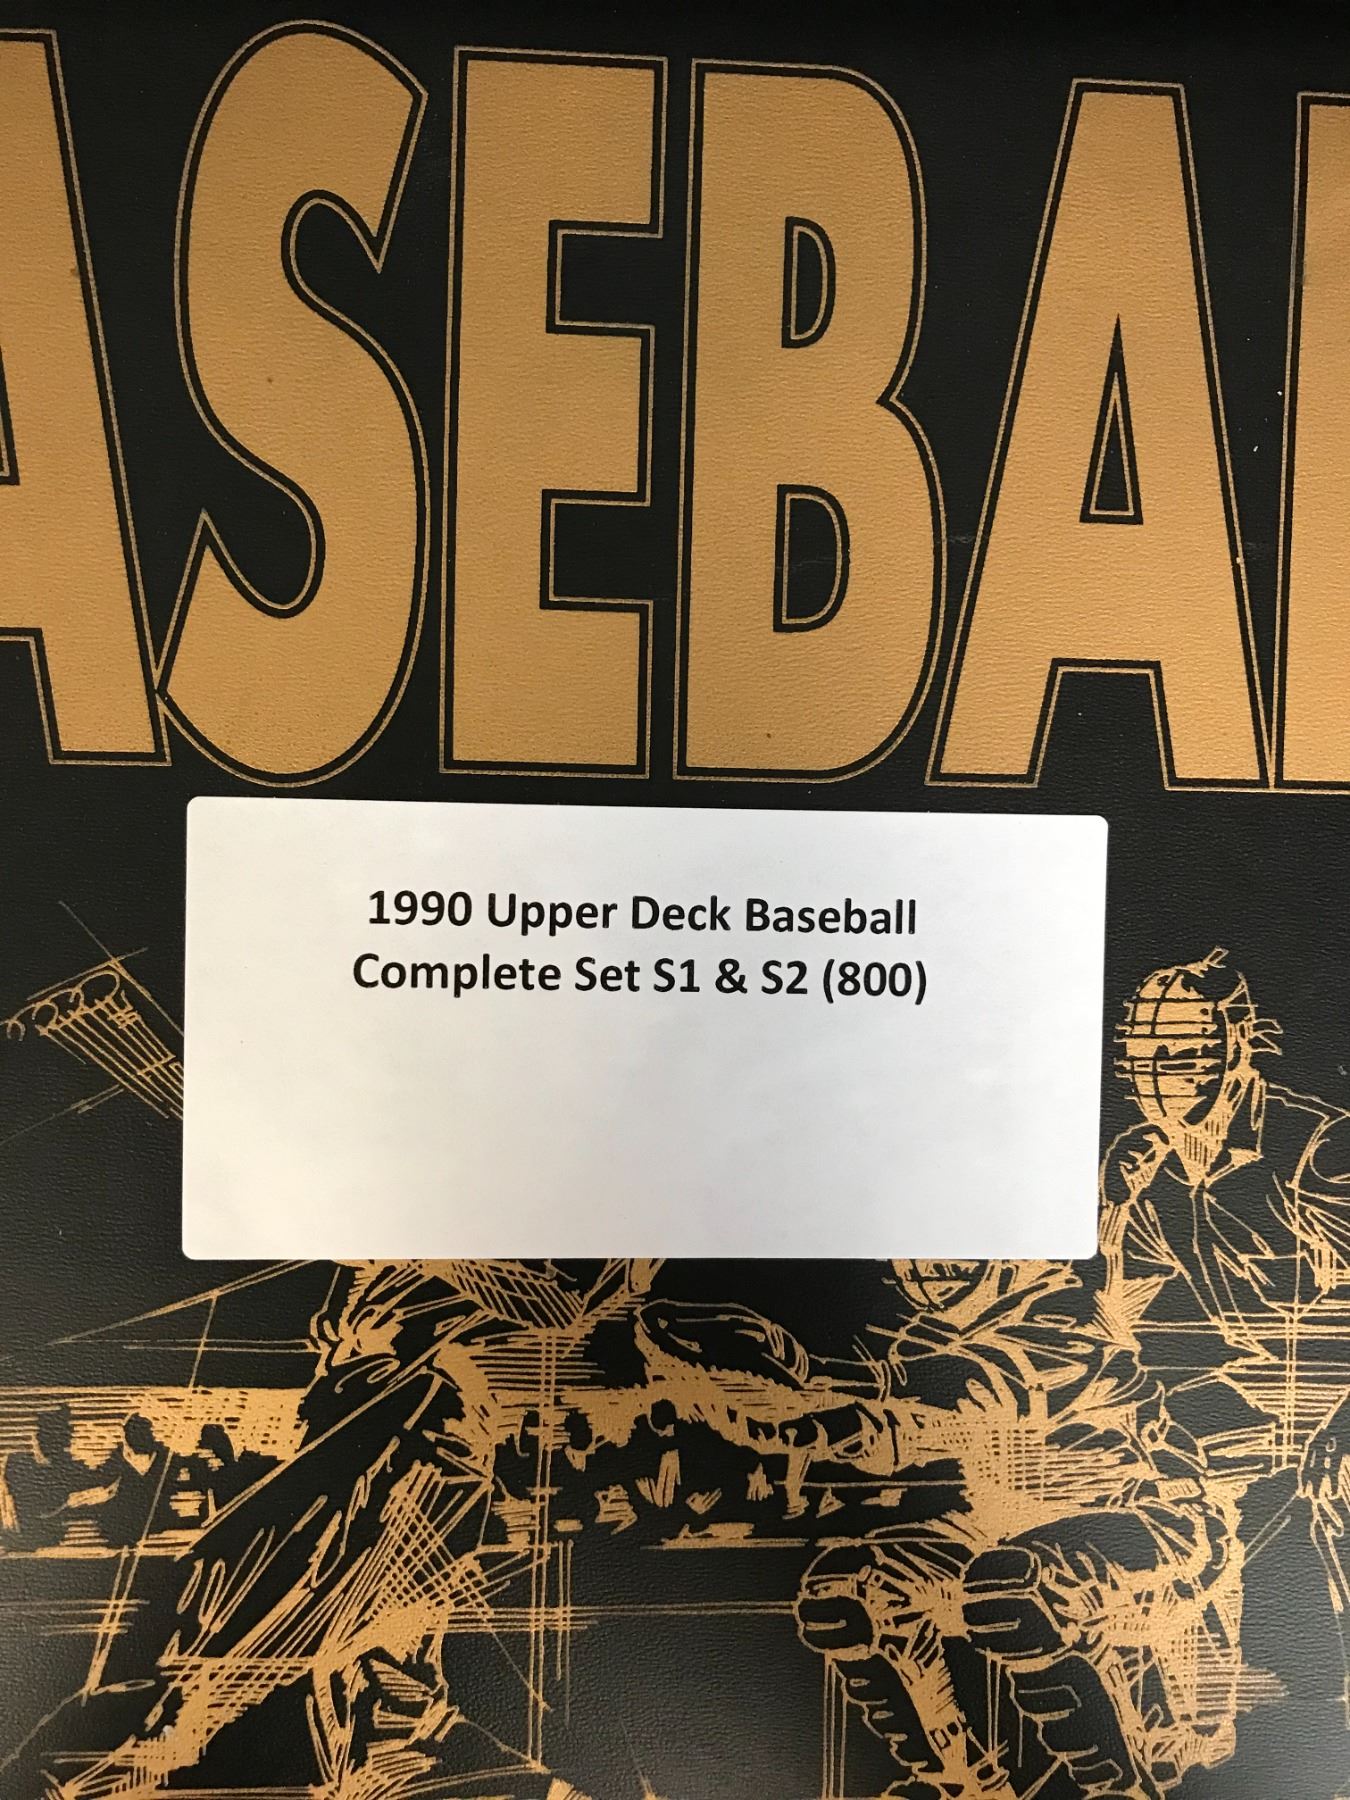 ASEBAL
1990 Upper Deck Baseball
Complete Set S1 & S2 (800)